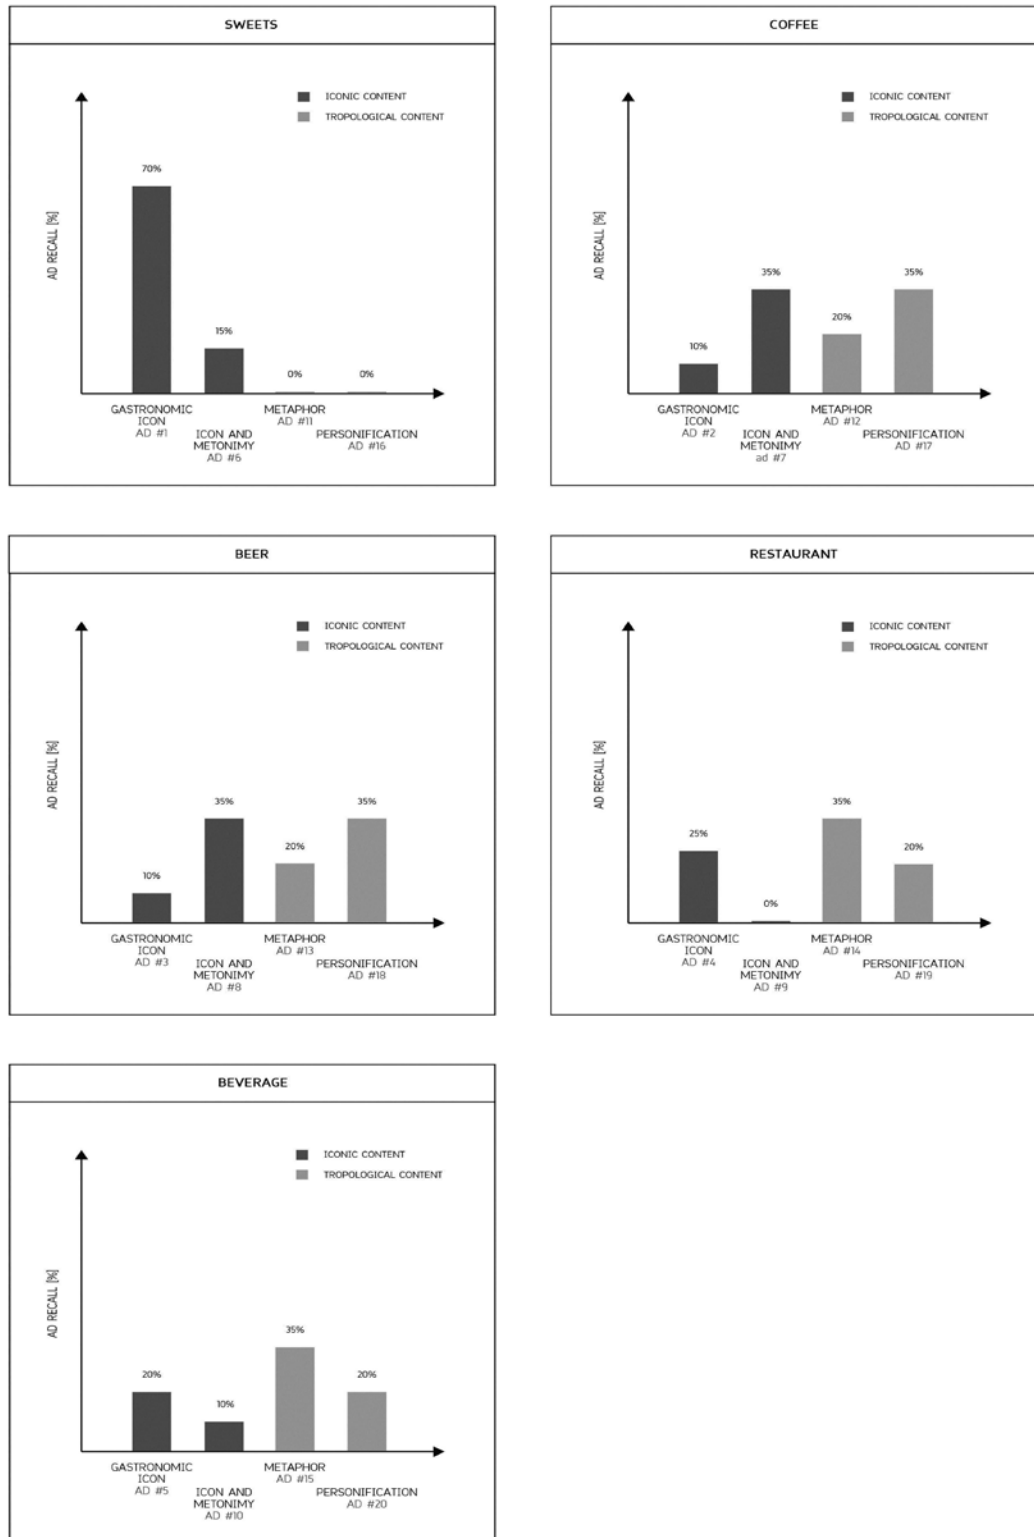 SWEETS
ICONIC CONTENT
TROPOLOGICAL CONTENT
AD RECALL [%]
70%
15%
0%
0%
GASTRONOMIC
ICON
AD #1
ICON AND
METONIMY
AD #6
METAPHOR
AD #11
PERSONIFICATION
AD #16
COFFEE
ICONIC CONTENT
TROPOLOGICAL CONTENT
AD RECALL [%]
10%
35%
20%
35%
GASTRONOMIC
ICON
AD #2
ICON AND
METONIMY
ad #7
METAPHOR
AD #12
PERSONIFICATION
AD #17
BEER
ICONIC CONTENT
TROPOLOGICAL CONTENT
AD RECALL [%]
10%
35%
20%
35%
GASTRONOMIC
ICON
AD #3
ICON AND
METONIMY
AD #8
METAPHOR
AD #13
PERSONIFICATION
AD #18
RESTAURANT
ICONIC CONTENT
TROPOLOGICAL CONTENT
AD RECALL [%]
25%
0%
35%
20%
GASTRONOMIC
ICON
AD #4
ICON AND
METONIMY
AD #9
METAPHOR
AD #14
PERSONIFICATION
AD #19
BEVERAGE
ICONIC CONTENT
TROPOLOGICAL CONTENT
AD RECALL [%]
20%
10%
35%
20%
GASTRONOMIC
ICON
AD #5
ICON AND
METONIMY
AD #10
METAPHOR
AD #15
PERSONIFICATION
AD #20